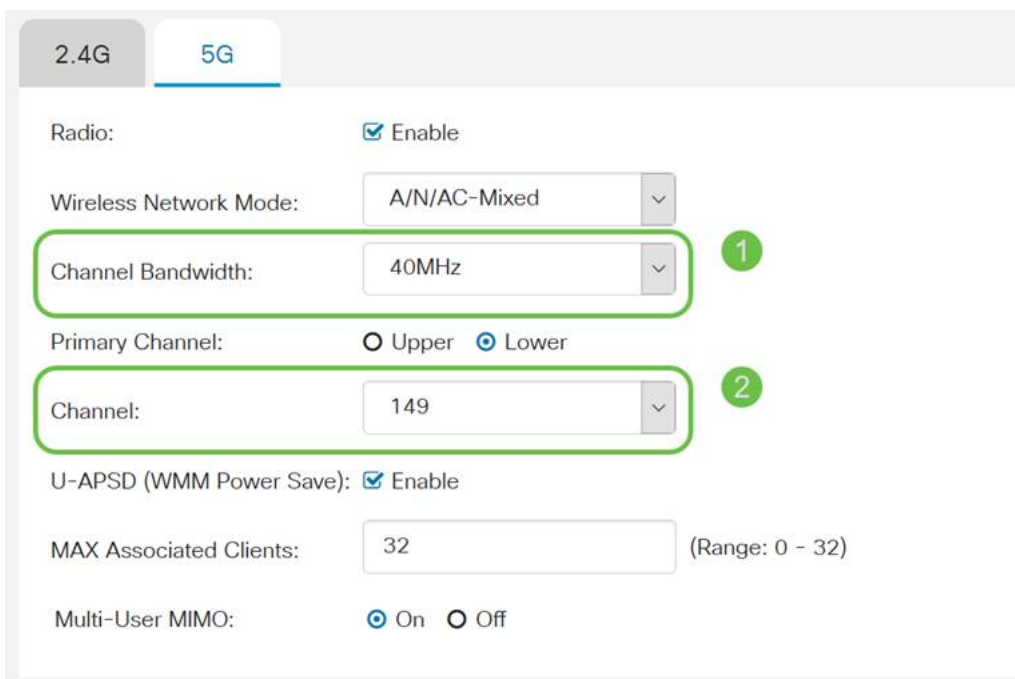 2.4G 5G
Radio: Enable
Wireless Network Mode: A/N/AC-Mixed
Channel Bandwidth: 40MHz 1
Primary Channel: Upper Lower
Channel: 149 2
U-APSD (WMM Power Save): Enable
MAX Associated Clients: 32 (Range: 0 - 32)
Multi-User MIMO: On Off